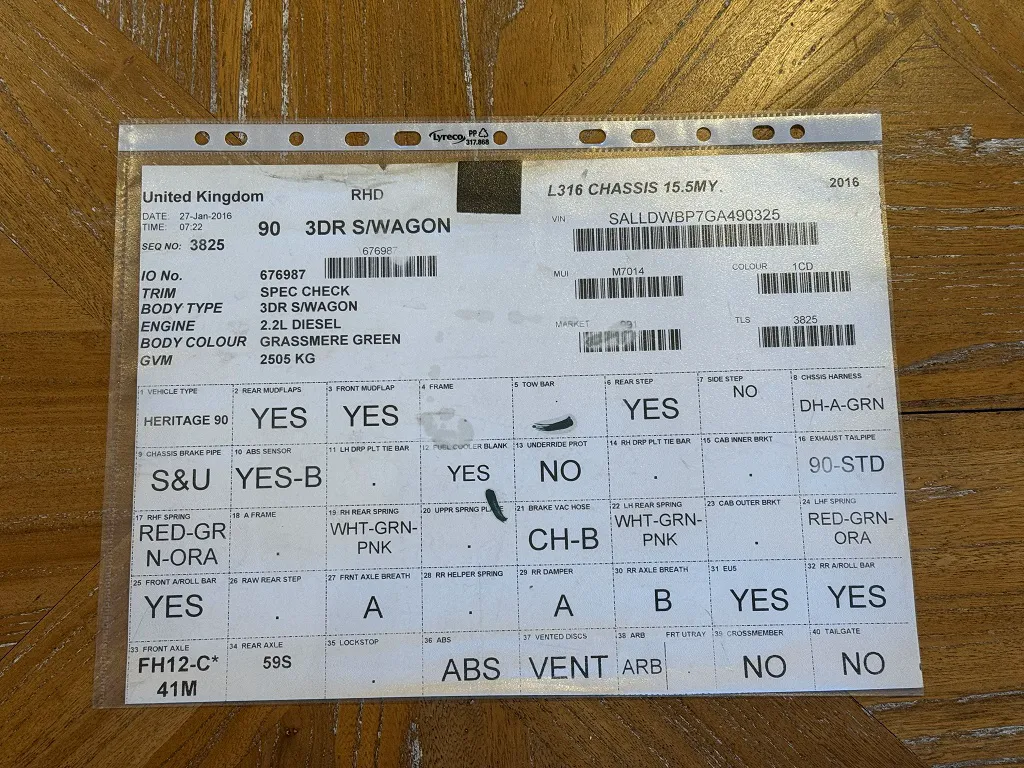 Lyreco PP 317.868
United Kingdom RHD L316 CHASSIS 15.5MY. 2016
DATE: 27-Jan-2016
TIME: 07:22
90 3DR S/WAGON
SEQ NO: 3825
VIN SALLDWBP7GA490325
676987
IO No. 676987
TRIM SPEC CHECK
BODY TYPE 3DR S/WAGON
ENGINE 2.2L DIESEL
BODY COLOUR GRASSMERE GREEN
GVM 2505 KG
MUI M7014 COLOUR 1CD
MARKET TLS 3825
1 VEHICLE TYPE 2 REAR MUDFLAPS 3 FRONT MUDFLAP 4 FRAME 5 TOW BAR 6 REAR STEP 7 SIDE STEP 8 CHSSIS HARNESS
HERITAGE 90 YES YES . YES NO DH-A-GRN
9 CHASSIS BRAKE PIPE 10 ABS SENSOR 11 LH DRP PLT TIE BAR 12 FUEL COOLER BLANK 13 UNDERRIDE PROT 14 RH DRP PLT TIE BAR 15 CAB INNER BRKT 16 EXHAUST TAILPIPE
S&U YES-B . YES NO . . 90-STD
17 RHF SPRING 18 A FRAME 19 RH REAR SPRING 20 UPPR SPRNG 21 BRAKE VAC HOSE 22 LH REAR SPRING 23 CAB OUTER BRKT 24 LHF SPRING
RED-GR . WHT-GRN- . CH-B WHT-GRN- . RED-GRN-
N-ORA PNK PNK ORA
25 FRONT A/ROLL BAR 26 RAW REAR STEP 27 FRNT AXLE BREATH 28 RR HELPER SPRING 29 RR DAMPER 30 RR AXLE BREATH 31 EU5 32 RR A/ROLL BAR
YES . A . A B YES YES
33 FRONT AXLE 34 REAR AXLE 35 LOCKSTOP 36 ABS 37 VENTED DISCS 38 ARB FRT UTRAY 39 CROSSMEMBER 40 TAILGATE
FH12-C* 59S . ABS VENT ARB . NO NO
41M